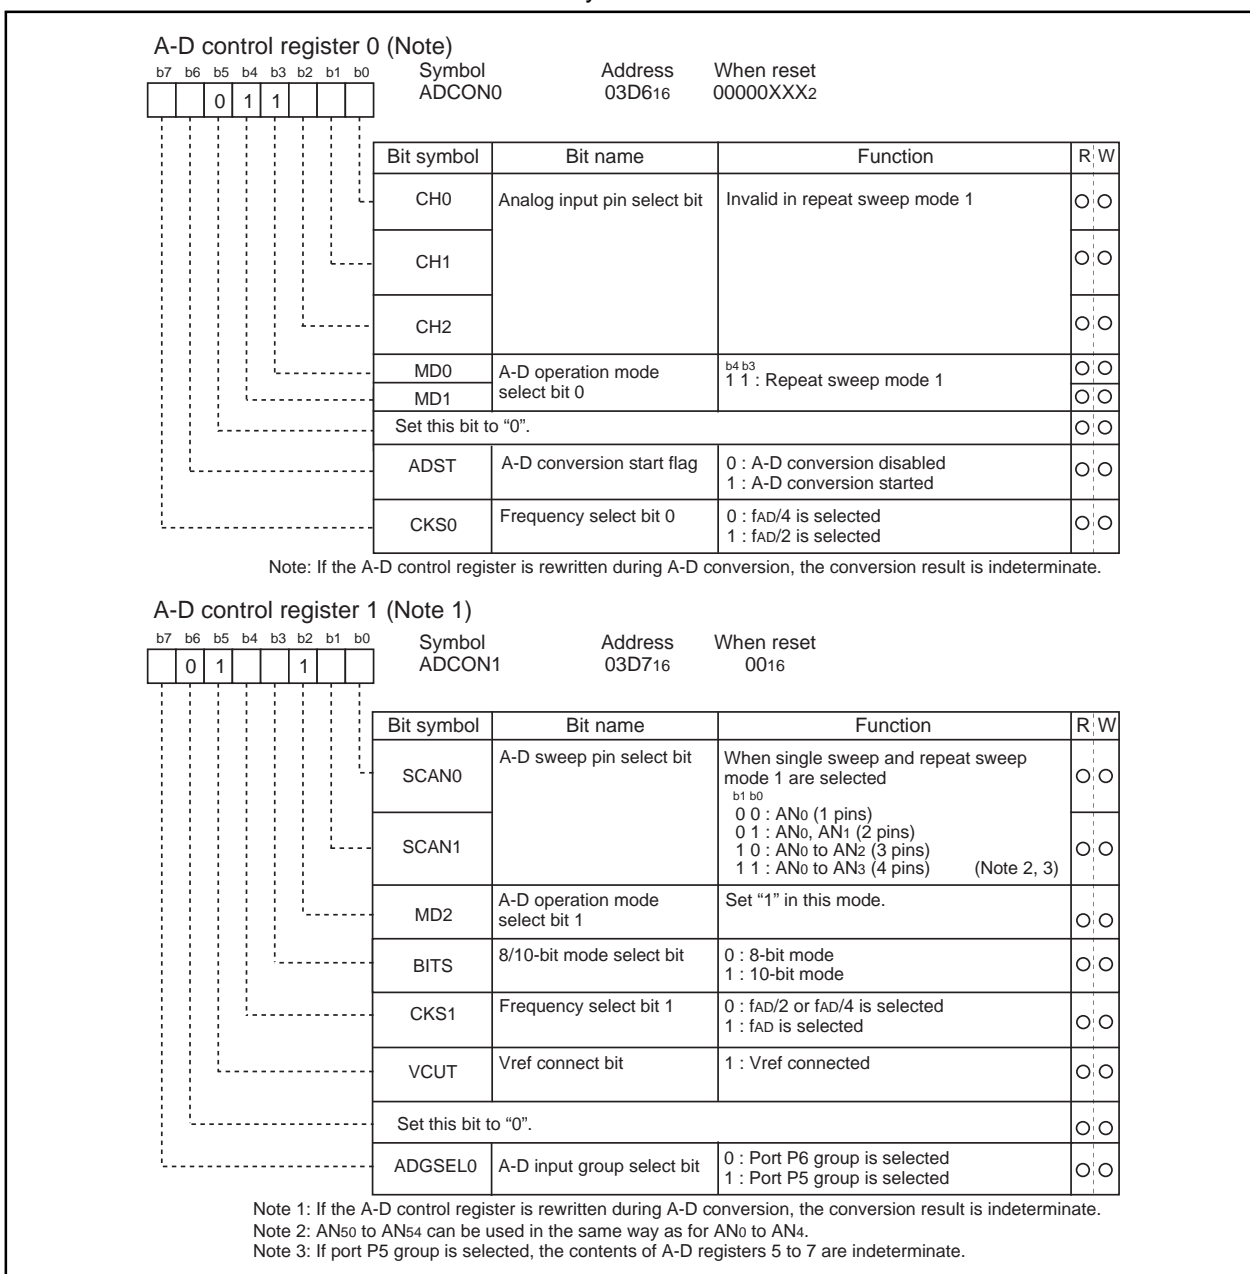 A-D control register 0 (Note)
b7 b6 b5 b4 b3 b2 b1 b0
Symbol Address When reset
ADCON0 03D616 00000XXX2
0 1 1
Bit symbol Bit name Function R W
CH0 Analog input pin select bit Invalid in repeat sweep mode 1
CH1
CH2
MD0 A-D operation mode select bit 0 b4 b3
1 1 : Repeat sweep mode 1
MD1
Set this bit to “0”.
ADST A-D conversion start flag 0 : A-D conversion disabled
1 : A-D conversion started
CKS0 Frequency select bit 0 0 : fAD/4 is selected
1 : fAD/2 is selected
Note: If the A-D control register is rewritten during A-D conversion, the conversion result is indeterminate.
A-D control register 1 (Note 1)
b7 b6 b5 b4 b3 b2 b1 b0
Symbol Address When reset
ADCON1 03D716 0016
0 1 1
Bit symbol Bit name Function R W
SCAN0 A-D sweep pin select bit When single sweep and repeat sweep
mode 1 are selected
b1 b0
0 0 : AN0 (1 pins)
0 1 : AN0, AN1 (2 pins)
SCAN1 1 0 : AN0 to AN2 (3 pins)
1 1 : AN0 to AN3 (4 pins) (Note 2, 3)
MD2 A-D operation mode select bit 1 Set “1” in this mode.
BITS 8/10-bit mode select bit 0 : 8-bit mode
1 : 10-bit mode
CKS1 Frequency select bit 1 0 : fAD/2 or fAD/4 is selected
1 : fAD is selected
VCUT Vref connect bit 1 : Vref connected
Set this bit to “0”.
ADGSEL0 A-D input group select bit 0 : Port P6 group is selected
1 : Port P5 group is selected
Note 1: If the A-D control register is rewritten during A-D conversion, the conversion result is indeterminate.
Note 2: AN50 to AN54 can be used in the same way as for AN0 to AN4.
Note 3: If port P5 group is selected, the contents of A-D registers 5 to 7 are indeterminate.